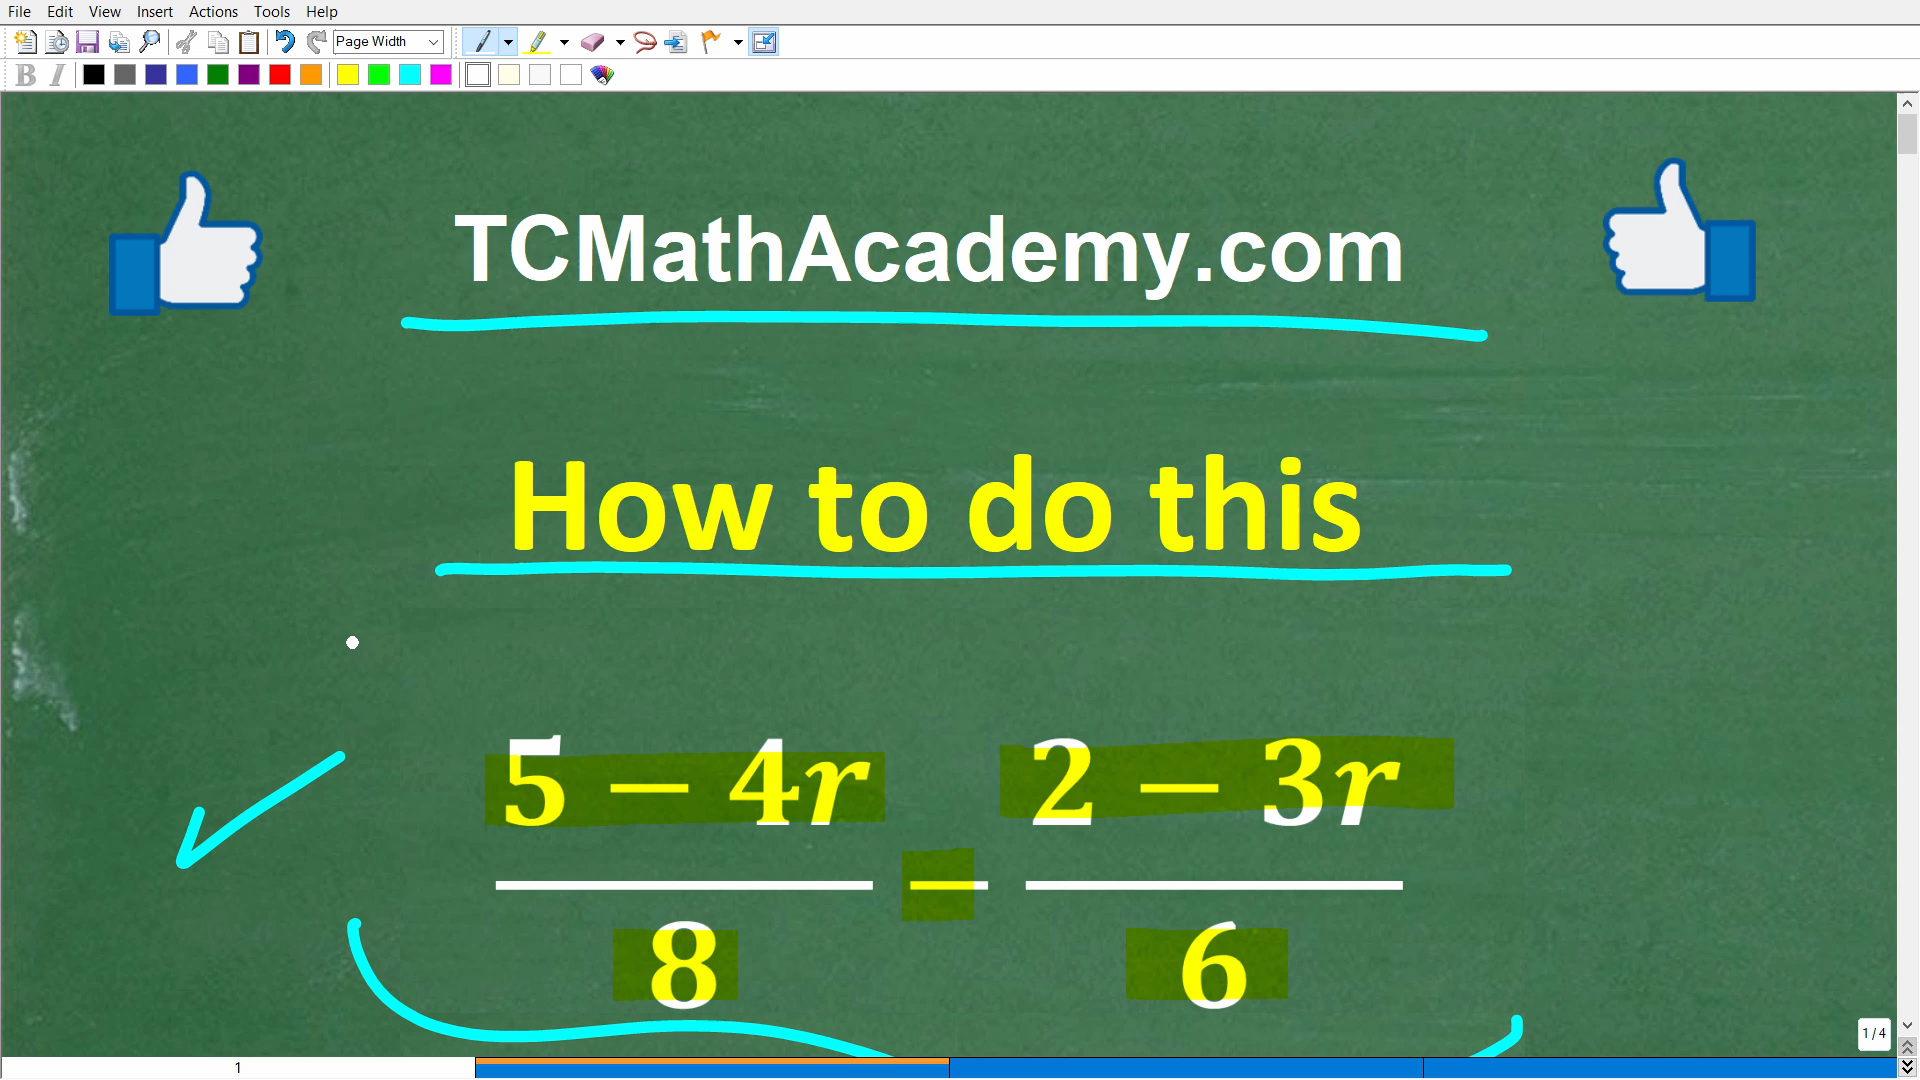 File Edit View Insert Actions Tools Help
Page Width
B I
TCMathAcademy.com
How to do this
5 − 4r 2 − 3r
−
8 6
1 / 4
1